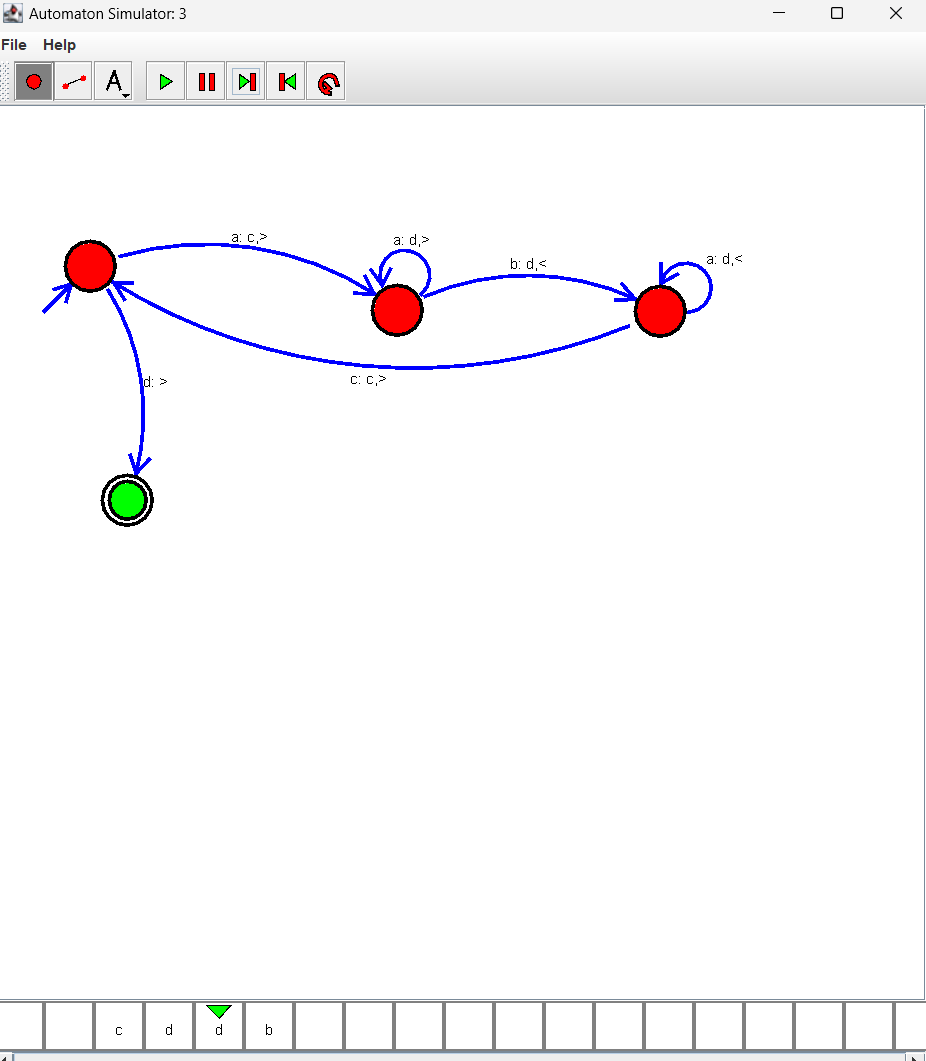 Automaton Simulator: 3
File Help
A
a: c,>
a: d,>
b: d,<
a: d,<
c: c,>
d: >
c d d b